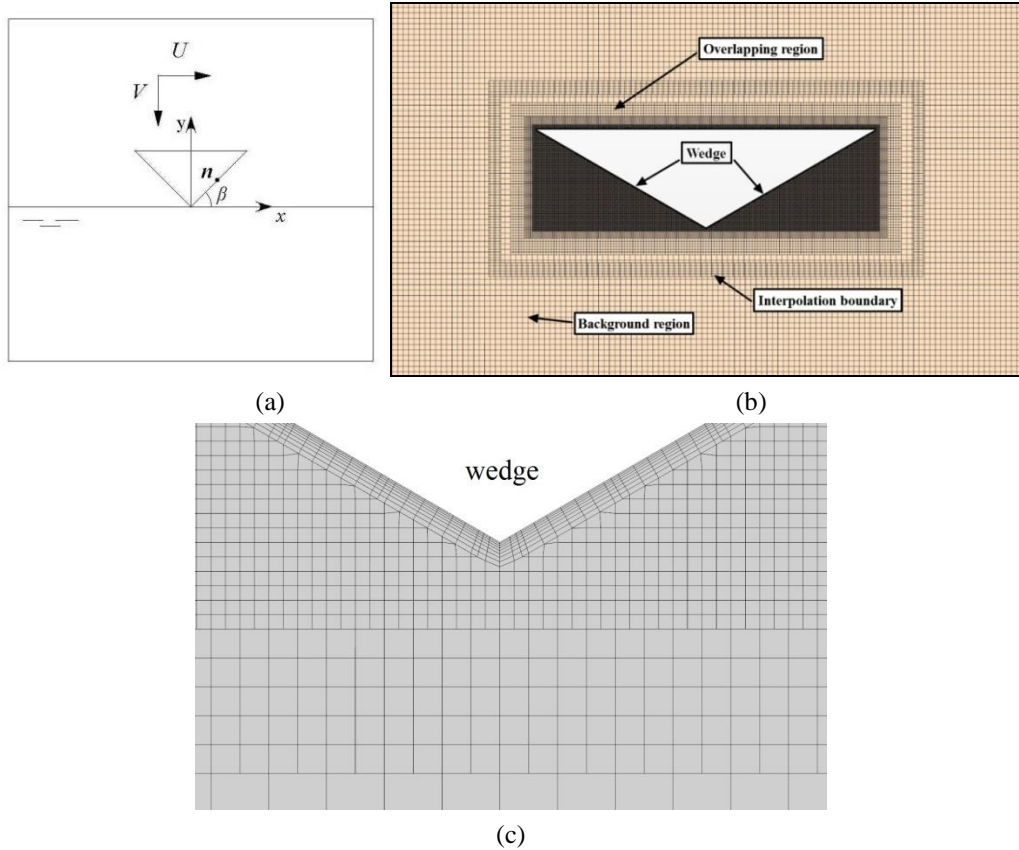 U
V
y
n
β
x
(a)
Overlapping region
Wedge
Interpolation boundary
Background region
(b)
wedge
(c)